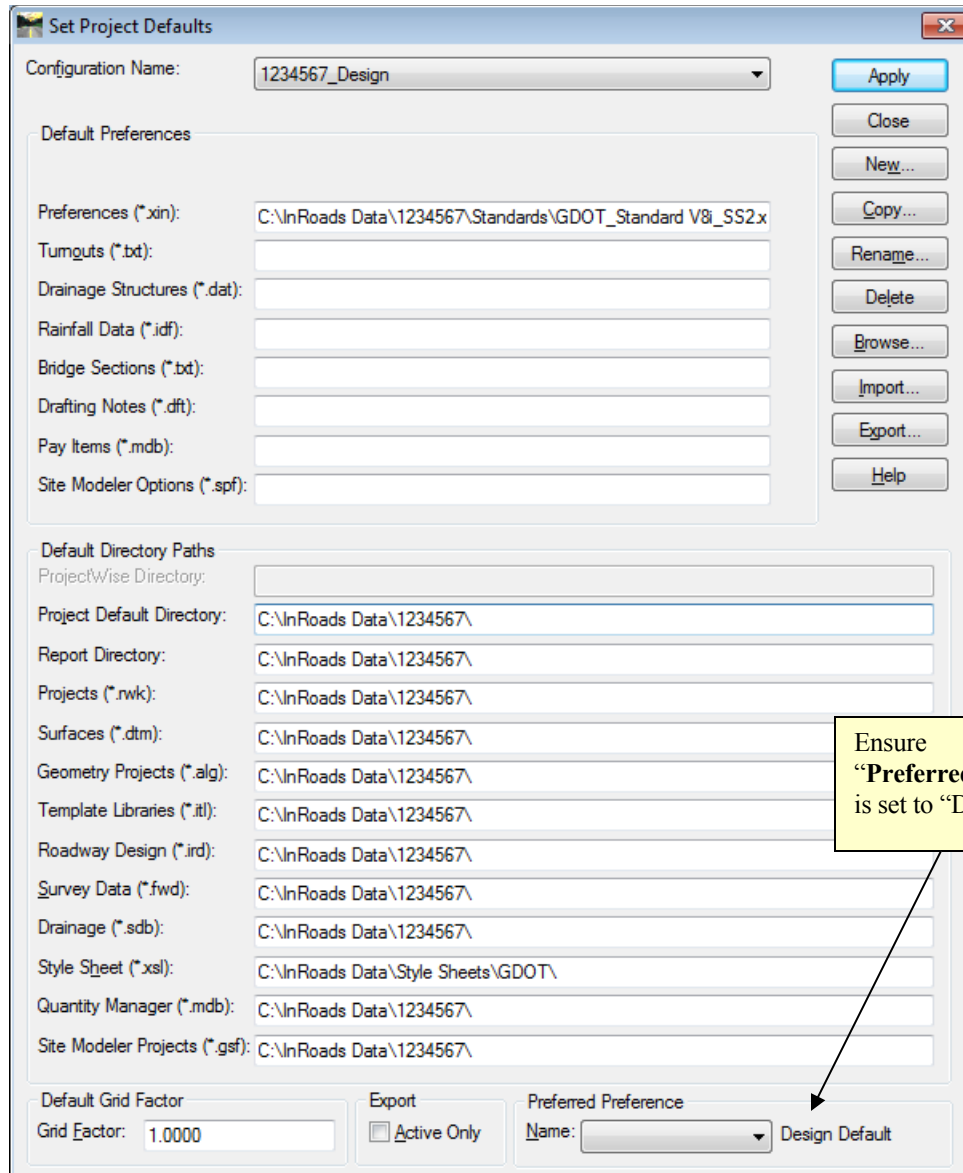 Set Project Defaults
Configuration Name: 1234567_Design
Apply
Close
New...
Copy...
Rename...
Delete
Browse...
Import...
Export...
Help
Default Preferences
Preferences (*.xin): C:\InRoads Data\1234567\Standards\GDOT_Standard V8i_SS2.x
Turnouts (*.txt):
Drainage Structures (*.dat):
Rainfall Data (*.idf):
Bridge Sections (*.txt):
Drafting Notes (*.dft):
Pay Items (*.mdb):
Site Modeler Options (*.spf):
Default Directory Paths
ProjectWise Directory:
Project Default Directory: C:\InRoads Data\1234567\
Report Directory: C:\InRoads Data\1234567\
Projects (*.rwk): C:\InRoads Data\1234567\
Surfaces (*.dtm): C:\InRoads Data\1234567\
Geometry Projects (*.alg): C:\InRoads Data\1234567\
Template Libraries (*.itl): C:\InRoads Data\1234567\
Roadway Design (*.ird): C:\InRoads Data\1234567\
Survey Data (*.fwd): C:\InRoads Data\1234567\
Drainage (*.sdb): C:\InRoads Data\1234567\
Style Sheet (*.xsl): C:\InRoads Data\Style Sheets\GDOT\
Quantity Manager (*.mdb): C:\InRoads Data\1234567\
Site Modeler Projects (*.gsf): C:\InRoads Data\1234567\
Ensure
“Preferred
is set to “D
Default Grid Factor
Grid Factor: 1.0000
Export
Active Only
Preferred Preference
Name: Design Default